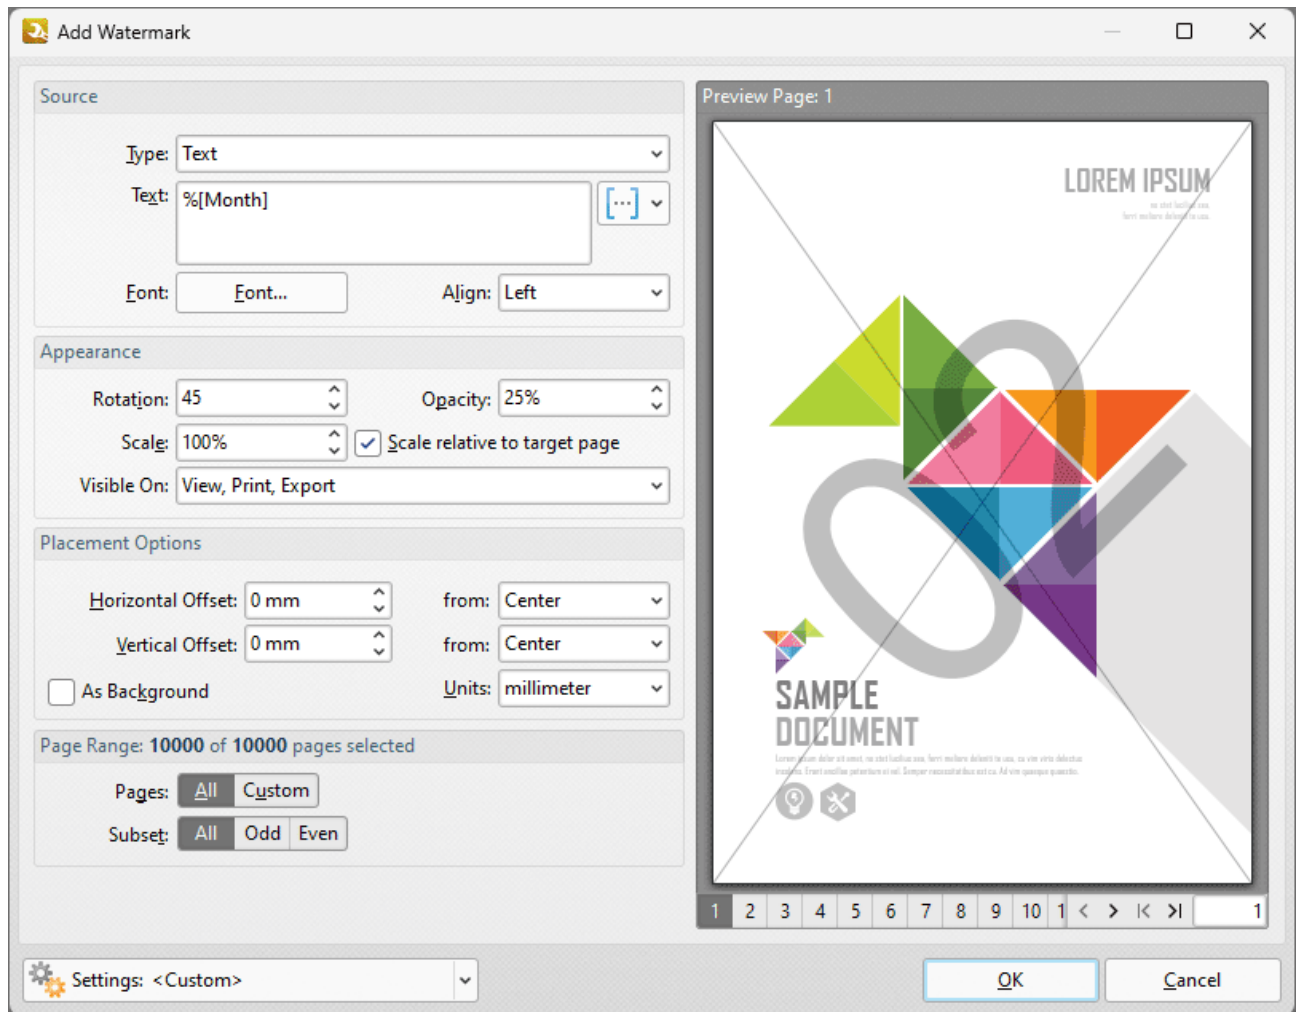 Add Watermark
Source
Type: Text
Text: %[Month]
[...]
Font: Font... Align: Left
Appearance
Rotation: 45 Opacity: 25%
Scale: 100% Scale relative to target page
Visible On: View, Print, Export
Placement Options
Horizontal Offset: 0 mm from: Center
Vertical Offset: 0 mm from: Center
As Background Units: millimeter
Page Range: 10000 of 10000 pages selected
Pages: All Custom
Subset: All Odd Even
Preview Page: 1
LOREM IPSUM
02
SAMPLE
DOCUMENT
1 2 3 4 5 6 7 8 9 10 1 1
Settings: <Custom>
OK Cancel